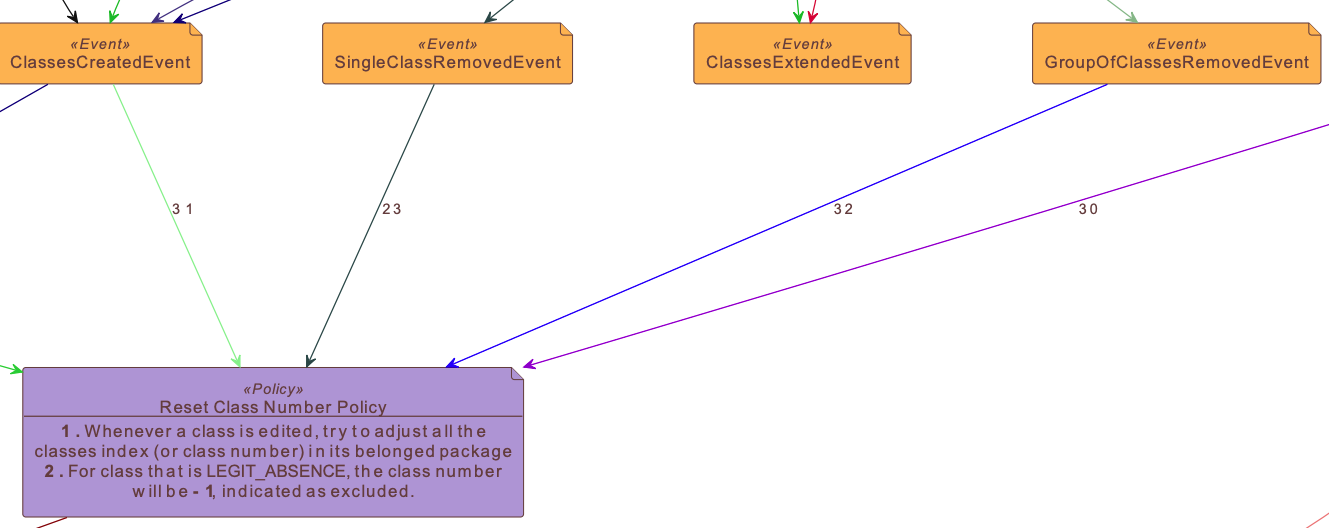 «Event»
ClassesCreatedEvent
«Event»
SingleClassRemovedEvent
«Event»
ClassesExtendedEvent
«Event»
GroupOfClassesRemovedEvent
31
23
32
30
«Policy»
Reset Class Number Policy
1. Whenever a class is edited, try to adjust all the
classes index (or class number) in its belonged package
2. For class that is LEGIT_ABSENCE, the class number
will be -1, indicated as excluded.